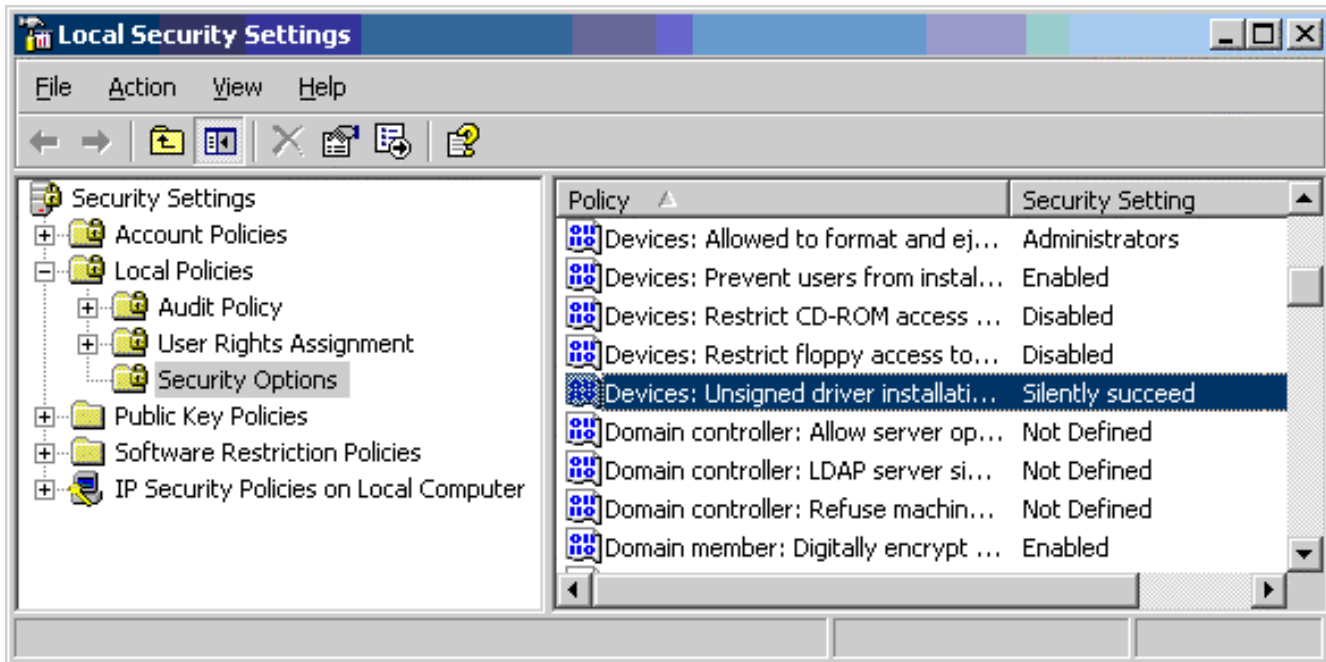 Local Security Settings
File Action View Help
Security Settings
Account Policies
Local Policies
Audit Policy
User Rights Assignment
Security Options
Public Key Policies
Software Restriction Policies
IP Security Policies on Local Computer
Policy Security Setting
Devices: Allowed to format and ej... Administrators
Devices: Prevent users from instal... Enabled
Devices: Restrict CD-ROM access ... Disabled
Devices: Restrict floppy access to... Disabled
Devices: Unsigned driver installati... Silently succeed
Domain controller: Allow server op... Not Defined
Domain controller: LDAP server si... Not Defined
Domain controller: Refuse machin... Not Defined
Domain member: Digitally encrypt ... Enabled